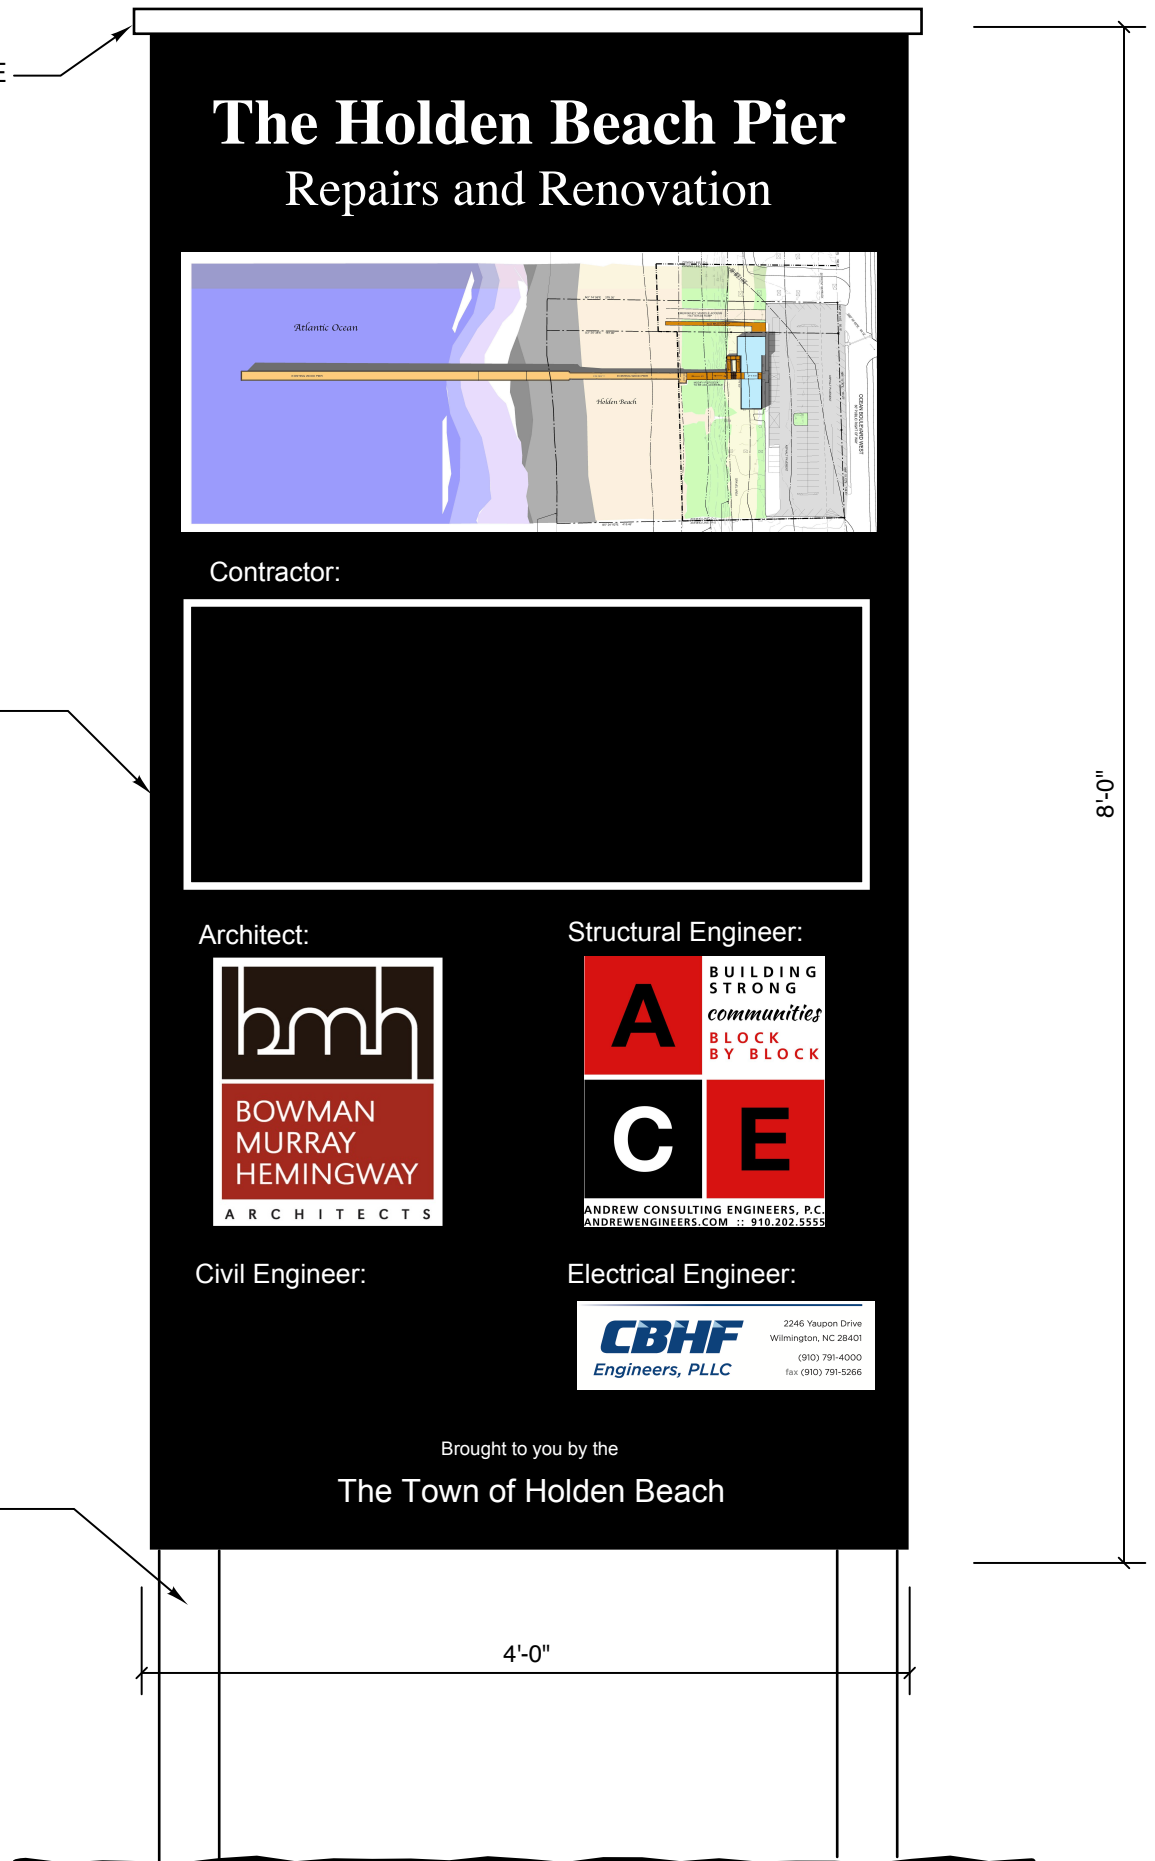 E
The Holden Beach Pier
Repairs and Renovation
Atlantic Ocean
Holden Beach
OCEAN BOULEVARD WEST
Contractor:
8'-0"
Architect:
bmh
BOWMAN
MURRAY
HEMINGWAY
ARCHITECTS
Structural Engineer:
A
BUILDING
STRONG
communities
BLOCK
BY BLOCK
C E
ANDREW CONSULTING ENGINEERS, P.C.
ANDREWENGINEERS.COM :: 910.202.5555
Civil Engineer:
Electrical Engineer:
CBHF
Engineers, PLLC
2246 Yaupon Drive
Wilmington, NC 28401
(910) 791-4000
fax (910) 791-5266
Brought to you by the
The Town of Holden Beach
4'-0"